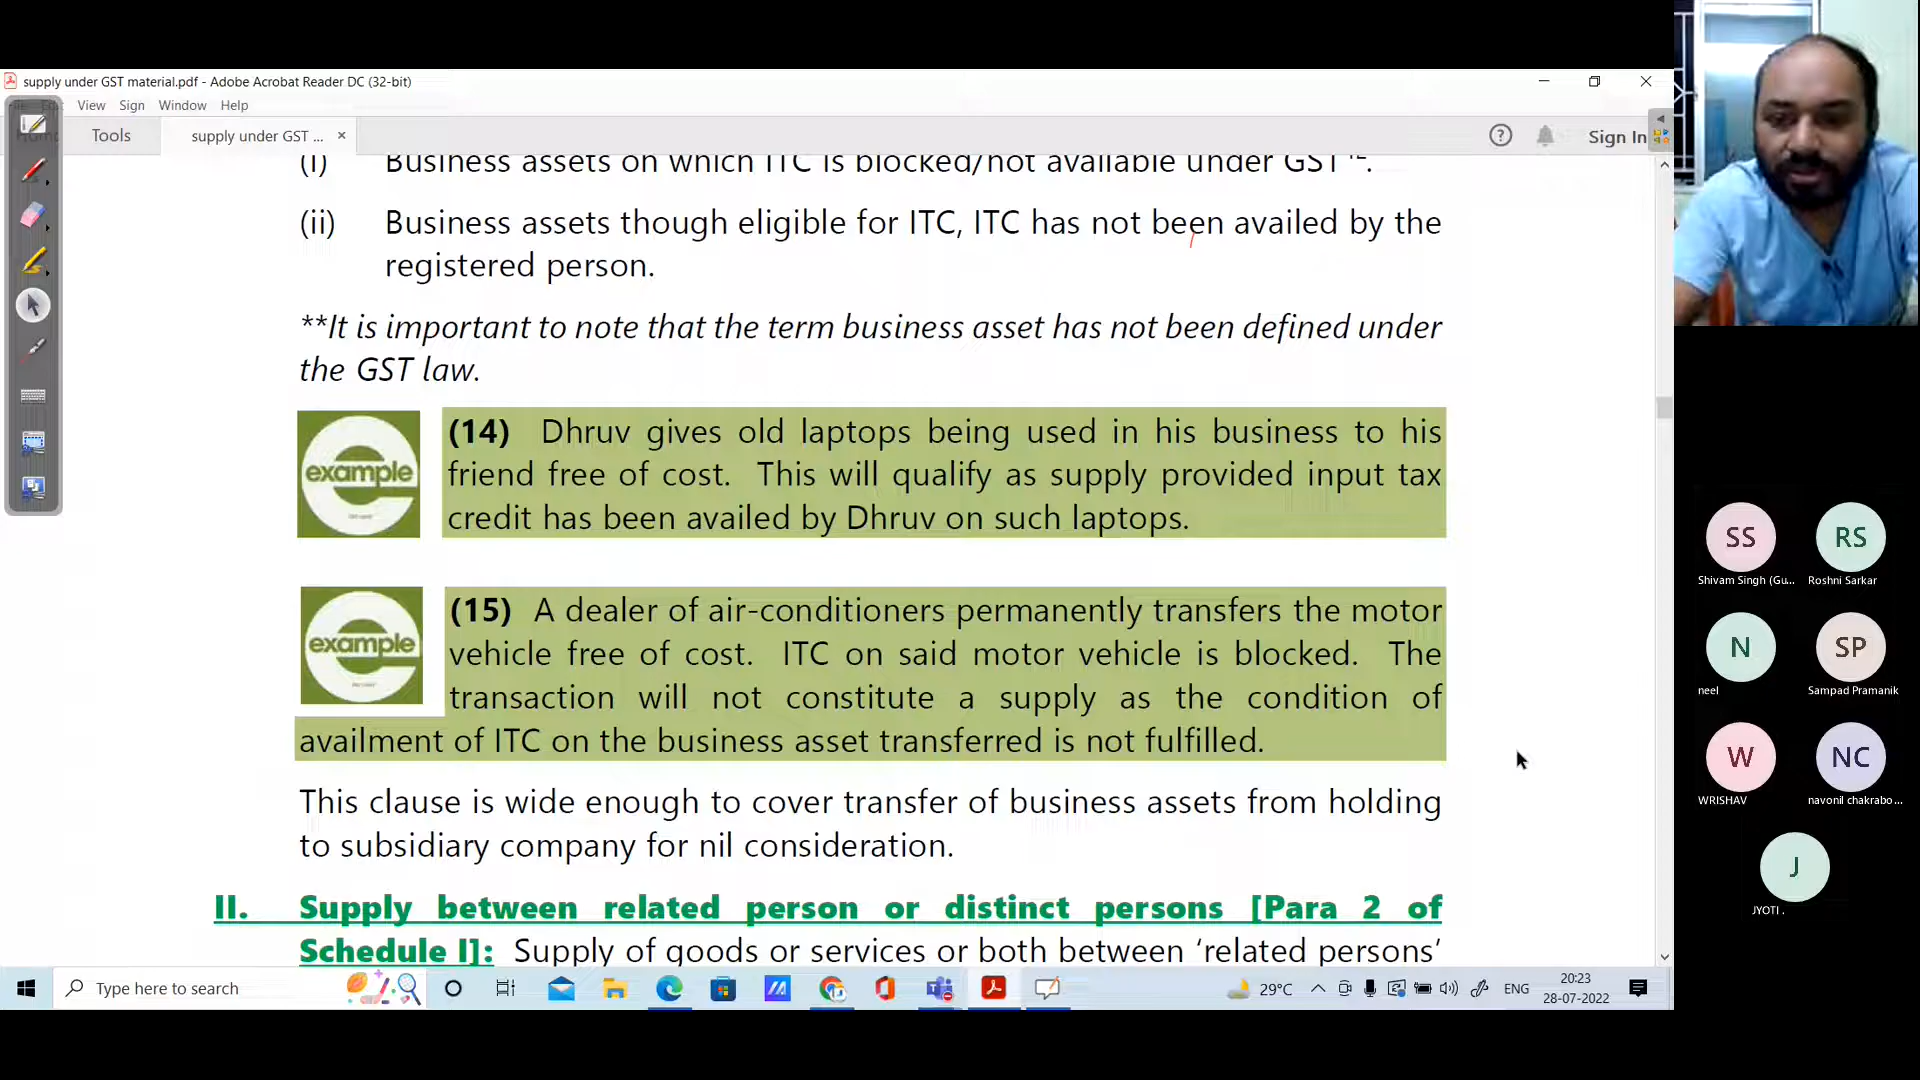 supply under GST material.pdf - Adobe Acrobat Reader DC (32-bit)
View Sign Window Help
Tools supply under GST ... × Sign In
(i) Business assets on which ITC is blocked/not available under GST 12.
(ii) Business assets though eligible for ITC, ITC has not been availed by the
registered person.
**It is important to note that the term business asset has not been defined under
the GST law.
example
(14) Dhruv gives old laptops being used in his business to his
friend free of cost. This will qualify as supply provided input tax
credit has been availed by Dhruv on such laptops.
example
(15) A dealer of air-conditioners permanently transfers the motor
vehicle free of cost. ITC on said motor vehicle is blocked. The
transaction will not constitute a supply as the condition of
availment of ITC on the business asset transferred is not fulfilled.
This clause is wide enough to cover transfer of business assets from holding
to subsidiary company for nil consideration.
II. Supply between related person or distinct persons [Para 2 of
Schedule I]: Supply of goods or services or both between ‘related persons’
Type here to search
29°C
ENG
20:23
28-07-2022
SS RS
Shivam Singh (Gu... Roshni Sarkar
N SP
neel Sampad Pramanik
W NC
WRISHAV navonil chakrabo...
J
JYOTI .